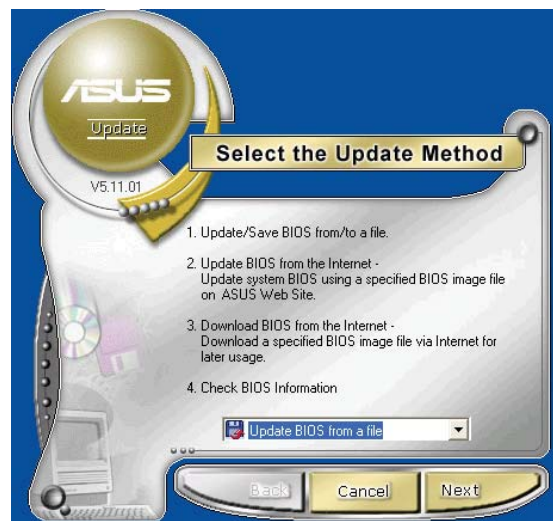 ASUS
Update
V5.11.01
Select the Update Method
1. Update/Save BIOS from/to a file.
2. Update BIOS from the Internet -
Update system BIOS using a specified BIOS image file
on ASUS Web Site.
3. Download BIOS from the Internet -
Download a specified BIOS image file via Internet for
later usage.
4. Check BIOS Information
Update BIOS from a file
Back
Cancel
Next